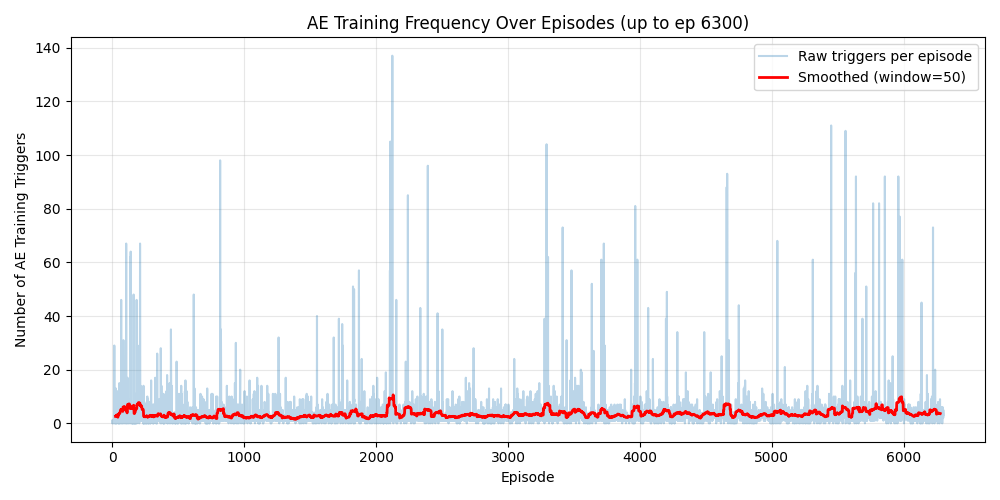 AE Training Frequency Over Episodes (up to ep 6300)
Raw triggers per episode
Smoothed (window=50)
Number of AE Training Triggers
140
120
100
80
60
40
20
0
0 1000 2000 3000 4000 5000 6000
Episode